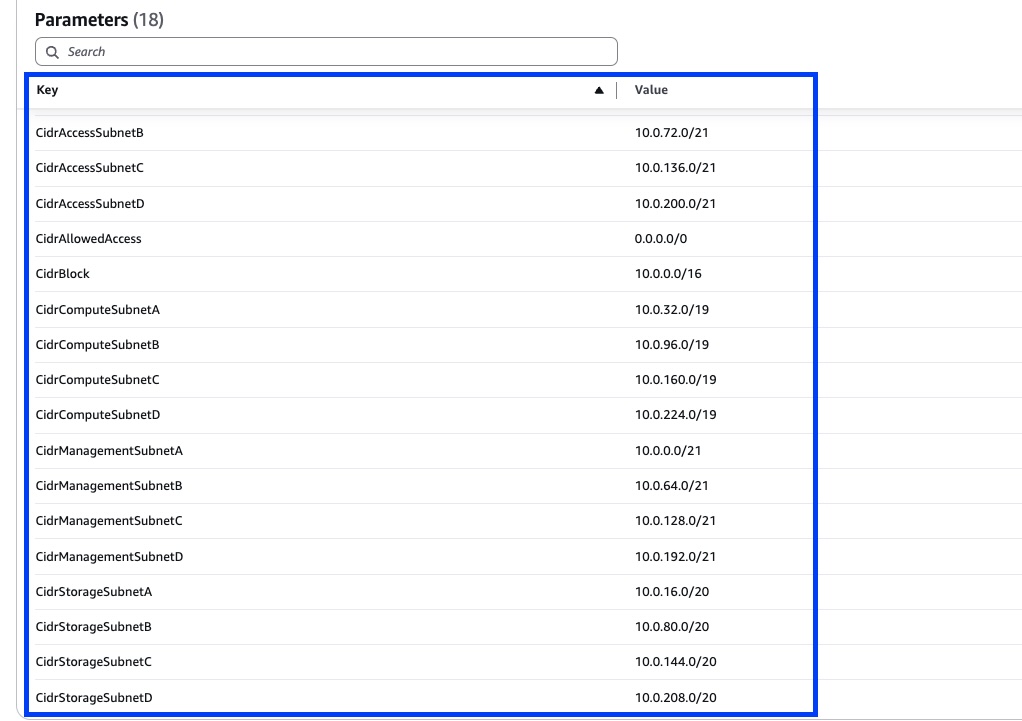 Parameters (18)
Search
Key Value
CidrAccessSubnetB 10.0.72.0/21
CidrAccessSubnetC 10.0.136.0/21
CidrAccessSubnetD 10.0.200.0/21
CidrAllowedAccess 0.0.0.0/0
CidrBlock 10.0.0.0/16
CidrComputeSubnetA 10.0.32.0/19
CidrComputeSubnetB 10.0.96.0/19
CidrComputeSubnetC 10.0.160.0/19
CidrComputeSubnetD 10.0.224.0/19
CidrManagementSubnetA 10.0.0.0/21
CidrManagementSubnetB 10.0.64.0/21
CidrManagementSubnetC 10.0.128.0/21
CidrManagementSubnetD 10.0.192.0/21
CidrStorageSubnetA 10.0.16.0/20
CidrStorageSubnetB 10.0.80.0/20
CidrStorageSubnetC 10.0.144.0/20
CidrStorageSubnetD 10.0.208.0/20